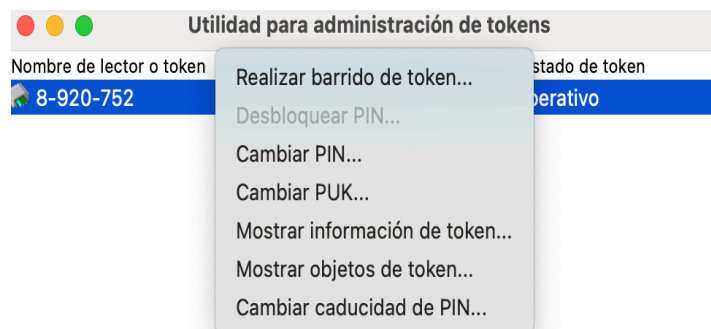 Utilidad para administración de tokens
Nombre de lector o token stado de token
8-920-752 perativo
Realizar barrido de token...
Desbloquear PIN...
Cambiar PIN...
Cambiar PUK...
Mostrar información de token...
Mostrar objetos de token...
Cambiar caducidad de PIN...